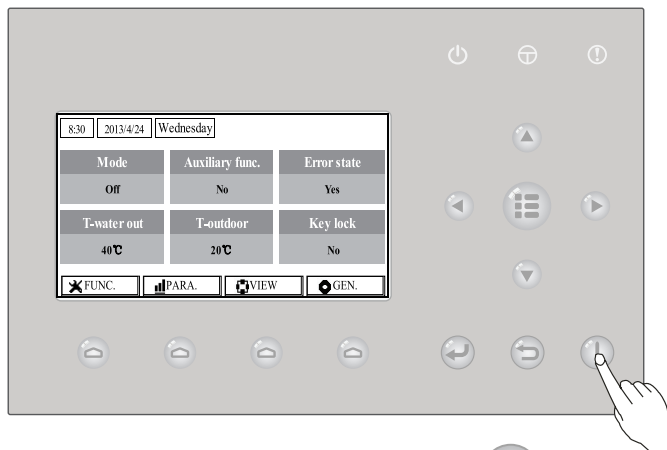 8:30 2013/4/24 Wednesday
Mode Auxiliary func. Error state
Off No Yes
T-water out T-outdoor Key lock
40℃ 20℃ No
FUNC. PARA. VIEW GEN.